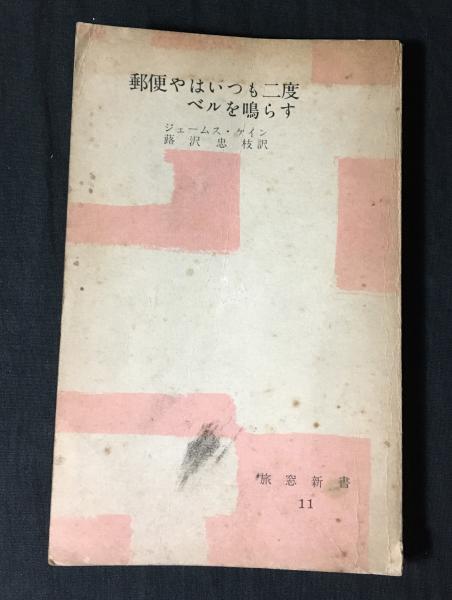 郵便やはいつも二度
ベルを鳴らす
ジェームス・ケイン
蕗沢忠枝訳
旅窓新書
11